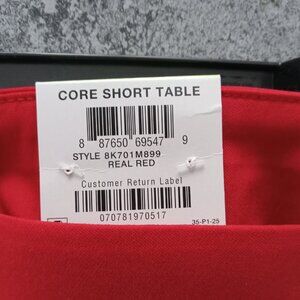 CORE SHORT TABLE
8 87650 69547 9
STYLE 8K701M899
REAL RED
Customer Return Label
070781970517
35-P1-25